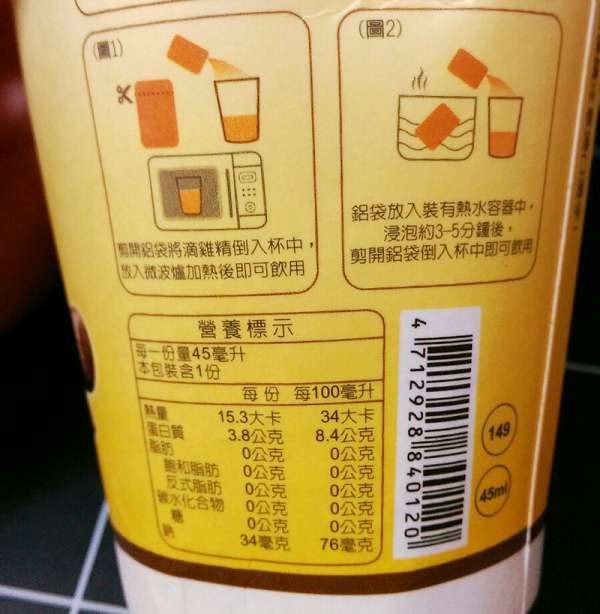 (圖1)
剪開鋁袋將滴雞精倒入杯中，
放入微波爐加熱後即可飲用
(圖2)
鋁袋放入裝有熱水容器中，
浸泡約3-5分鐘後，
剪開鋁袋倒入杯中即可飲用
營養標示
每一份量45毫升
本包裝含1份
每份 每100毫升
熱量 15.3大卡 34大卡
蛋白質 3.8公克 8.4公克
脂肪 0公克 0公克
飽和脂肪 0公克 0公克
反式脂肪 0公克 0公克
碳水化合物 0公克 0公克
糖 0公克 0公克
鈉 34毫克 76毫克
4 712928 840120
149
45ml